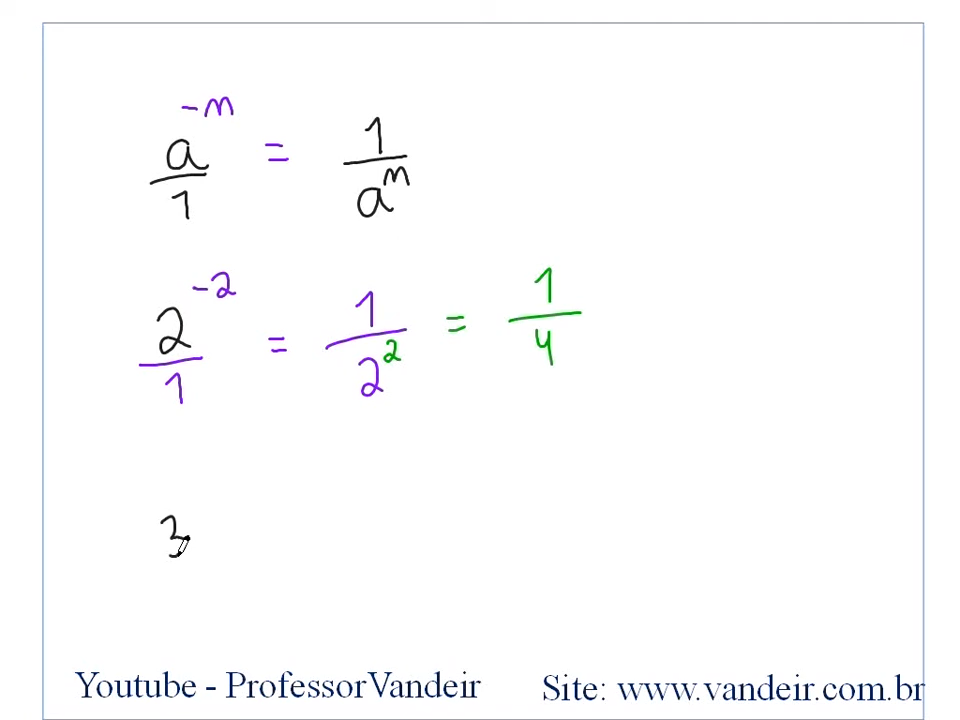 a^-m/1 = 1/a^m
2^-2/1 = 1/2^2 = 1/4
3
Youtube - ProfessorVandeir Site: www.vandeir.com.br